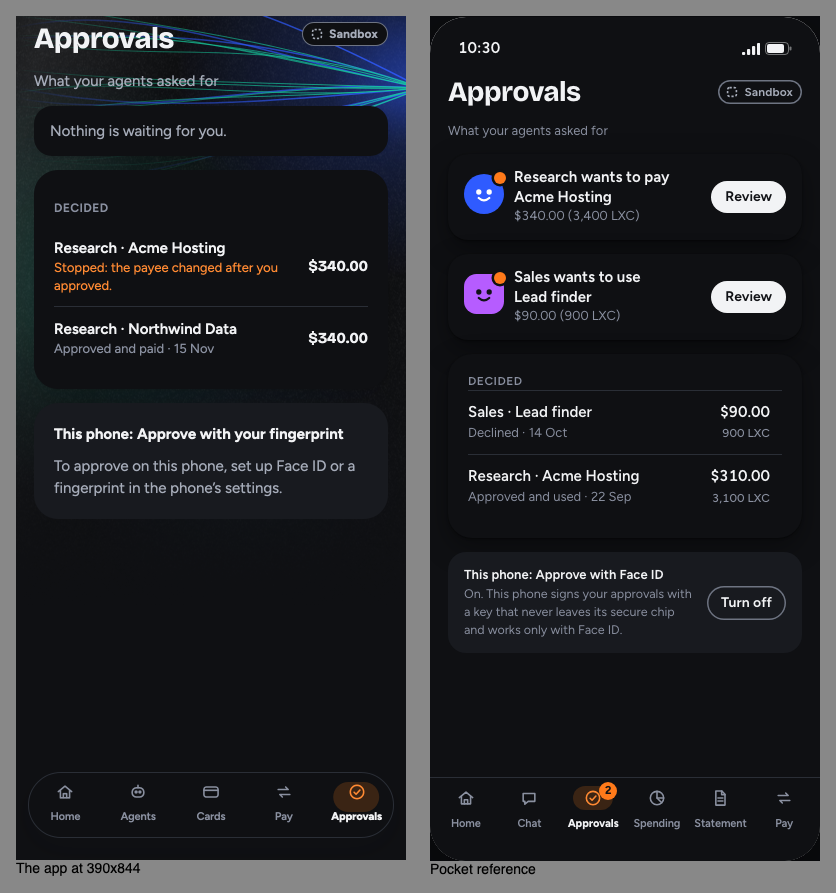 Approvals
Sandbox
What your agents asked for
Nothing is waiting for you.
DECIDED
Research · Acme Hosting
Stopped: the payee changed after you
approved.
$340.00
Research · Northwind Data
Approved and paid · 15 Nov
$340.00
This phone: Approve with your fingerprint
To approve on this phone, set up Face ID or a
fingerprint in the phone’s settings.
Home
Agents
Cards
Pay
Approvals
The app at 390x844
10:30
Approvals
Sandbox
What your agents asked for
Research wants to pay
Acme Hosting
$340.00 (3,400 LXC)
Review
Sales wants to use
Lead finder
$90.00 (900 LXC)
Review
DECIDED
Sales · Lead finder
$90.00
Declined · 14 Oct
900 LXC
Research · Acme Hosting
$310.00
Approved and used · 22 Sep
3,100 LXC
This phone: Approve with Face ID
On. This phone signs your approvals with
a key that never leaves its secure chip
and works only with Face ID.
Turn off
2
Home
Chat
Approvals
Spending
Statement
Pay
Pocket reference